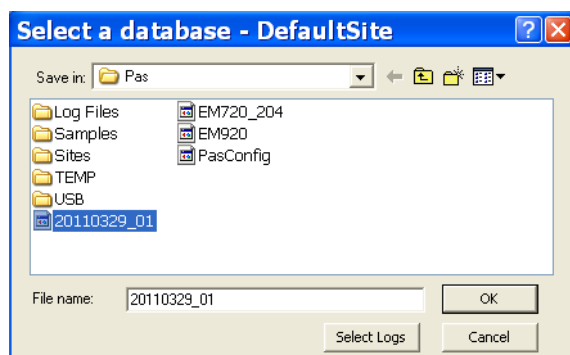 Select a database - DefaultSite
Save in: Pas
Log Files EM720_204
Samples EM920
Sites PasConfig
TEMP
USB
20110329_01
File name: 20110329_01 OK
Select Logs Cancel